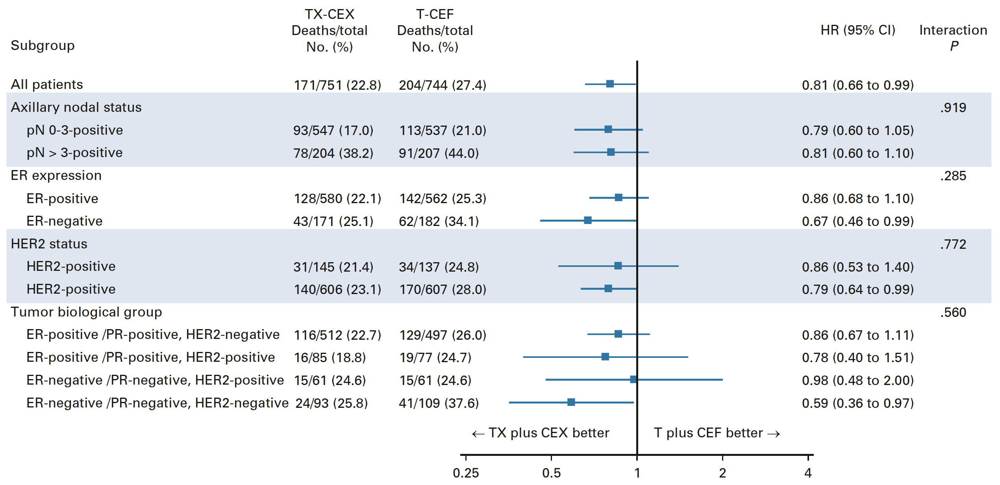 TX-CEX
Deaths/total
No. (%)
T-CEF
Deaths/total
No. (%)
HR (95% CI)
Interaction
P
Subgroup
All patients 171/751 (22.8) 204/744 (27.4) 0.81 (0.66 to 0.99)
Axillary nodal status .919
pN 0-3-positive 93/547 (17.0) 113/537 (21.0) 0.79 (0.60 to 1.05)
pN > 3-positive 78/204 (38.2) 91/207 (44.0) 0.81 (0.60 to 1.10)
ER expression .285
ER-positive 128/580 (22.1) 142/562 (25.3) 0.86 (0.68 to 1.10)
ER-negative 43/171 (25.1) 62/182 (34.1) 0.67 (0.46 to 0.99)
HER2 status .772
HER2-positive 31/145 (21.4) 34/137 (24.8) 0.86 (0.53 to 1.40)
HER2-positive 140/606 (23.1) 170/607 (28.0) 0.79 (0.64 to 0.99)
Tumor biological group .560
ER-positive /PR-positive, HER2-negative 116/512 (22.7) 129/497 (26.0) 0.86 (0.67 to 1.11)
ER-positive /PR-positive, HER2-positive 16/85 (18.8) 19/77 (24.7) 0.78 (0.40 to 1.51)
ER-negative /PR-negative, HER2-positive 15/61 (24.6) 15/61 (24.6) 0.98 (0.48 to 2.00)
ER-negative /PR-negative, HER2-negative 24/93 (25.8) 41/109 (37.6) 0.59 (0.36 to 0.97)
← TX plus CEX better T plus CEF better →
0.25 0.5 1 2 4